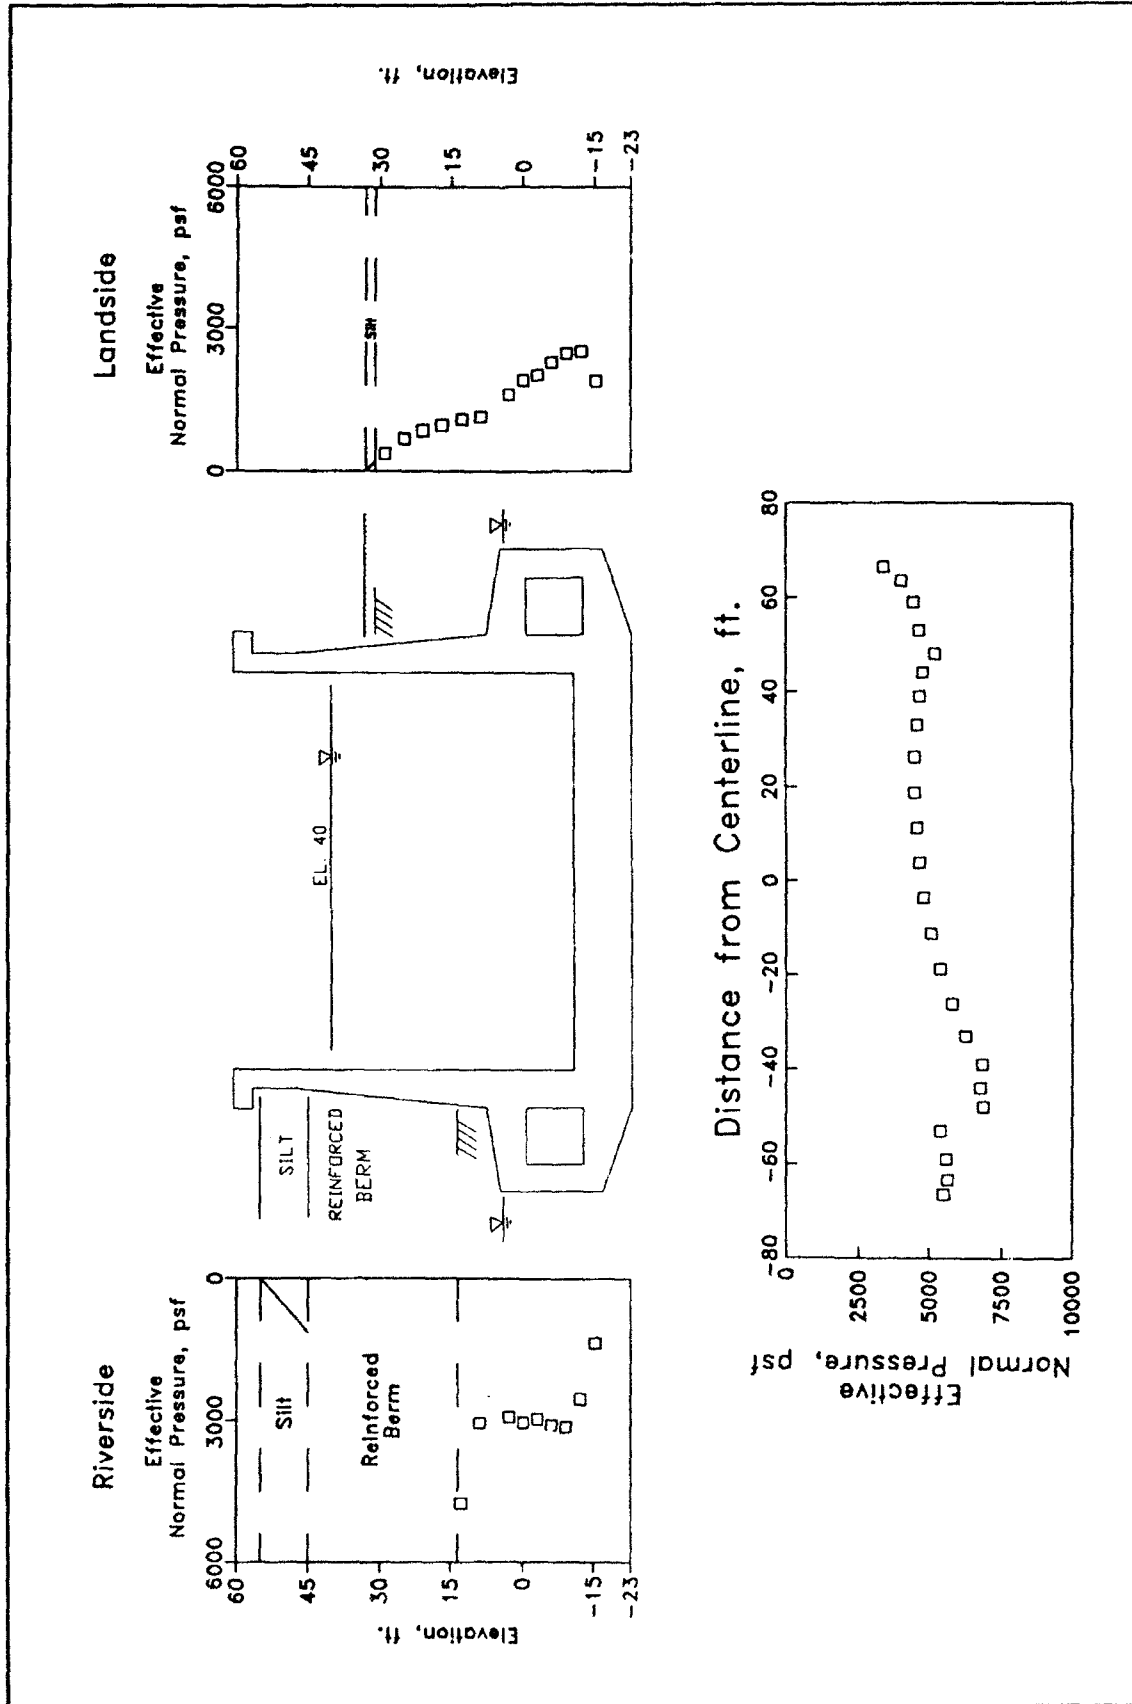 Riverside
Effective
Normal Pressure, psf
6000
3000
0
60
45
30
15
0
-15
-23
Elevation, ft.
Silt
Reinforced
Berm
SILT
REINFORCED
BERM
EL. 40
Landside
Effective
Normal Pressure, psf
0
3000
6000
60
45
30
15
0
-15
-23
Elevation, ft.
Silt
Distance from Centerline, ft.
-80
-60
-40
-20
0
20
40
60
80
0
2500
5000
7500
10000
Effective
Normal Pressure, psf